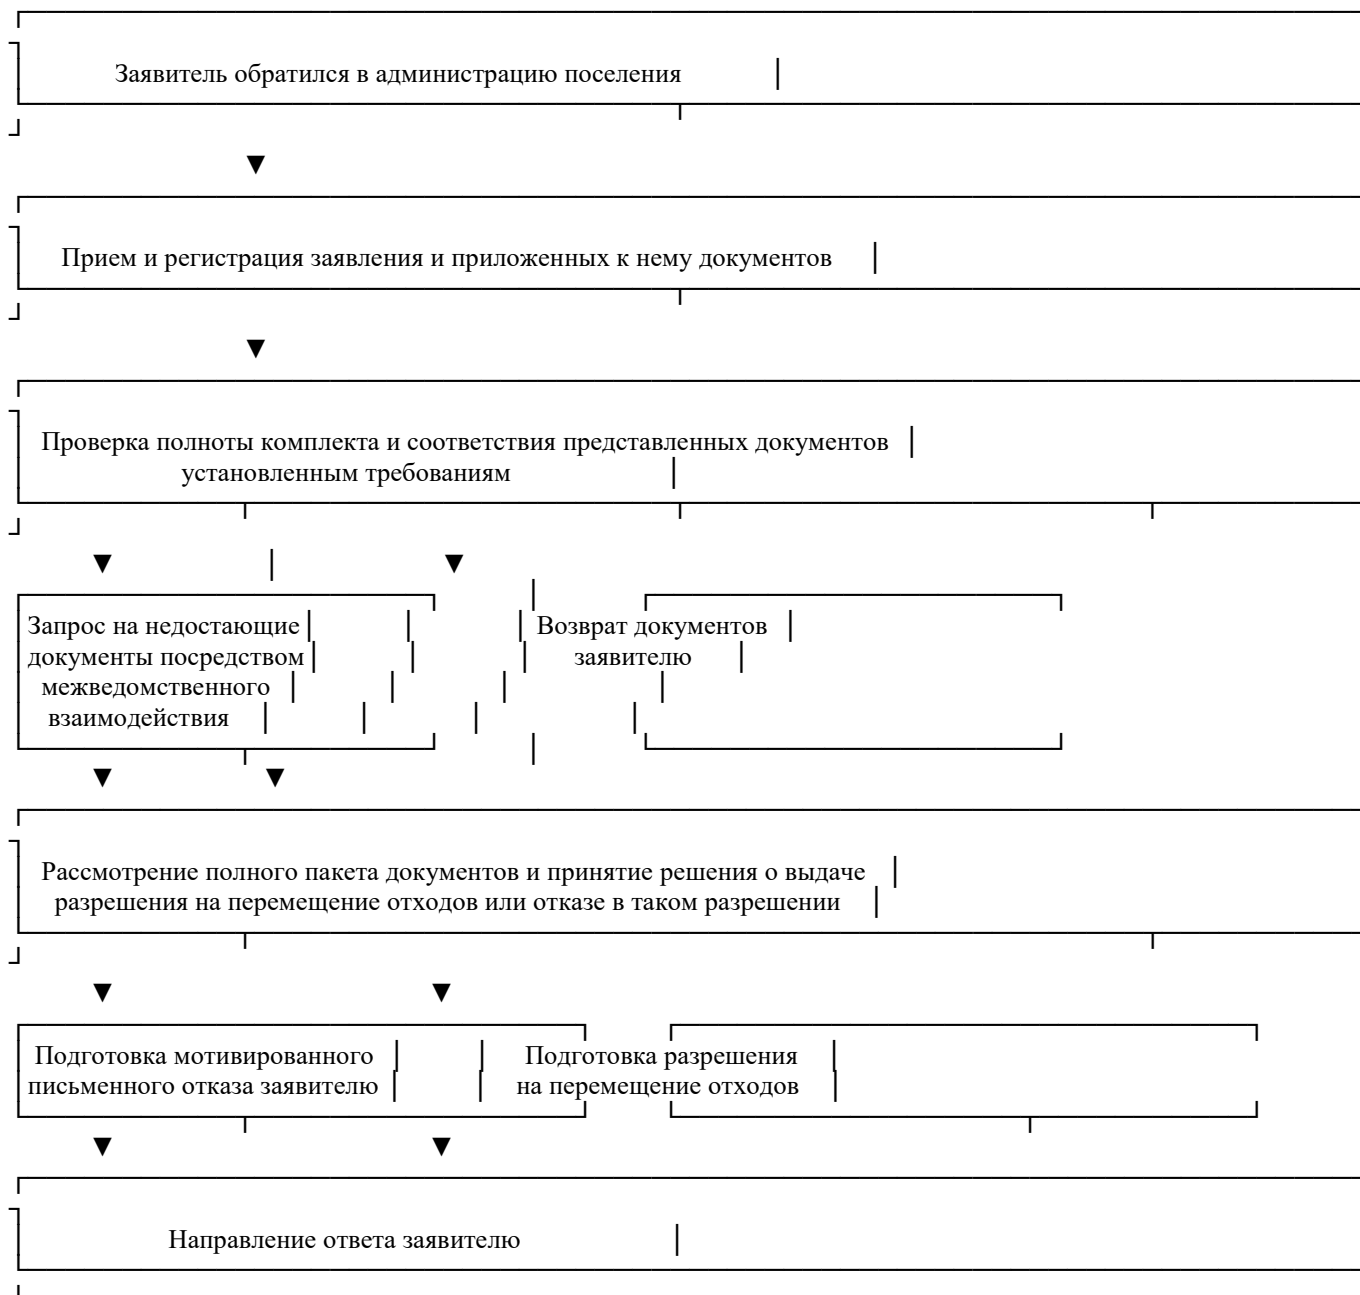 Заявитель обратился в администрацию поселения
Прием и регистрация заявления и приложенных к нему документов
Проверка полноты комплекта и соответствия представленных документов
установленным требованиям
Запрос на недостающие
документы посредством
межведомственного
взаимодействия
Возврат документов
заявителю
Рассмотрение полного пакета документов и принятие решения о выдаче
разрешения на перемещение отходов или отказе в таком разрешении
Подготовка мотивированного
письменного отказа заявителю
Подготовка разрешения
на перемещение отходов
Направление ответа заявителю